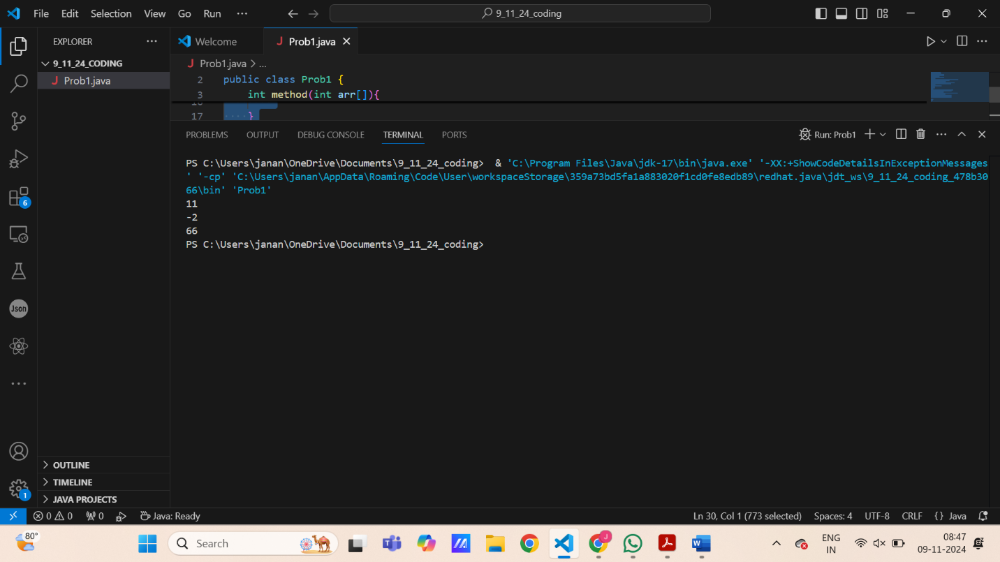 File Edit Selection View Go Run ···
9_11_24_coding
EXPLORER
Welcome
J Prob1.java
9_11_24_CODING
J Prob1.java
J Prob1.java > ...
2 public class Prob1 {
3 int method(int arr[]){
16
17 ····}
PROBLEMS OUTPUT DEBUG CONSOLE TERMINAL PORTS
Run: Prob1
PS C:\Users\janan\OneDrive\Documents\9_11_24_coding> & 'C:\Program Files\Java\jdk-17\bin\java.exe' '-XX:+ShowCodeDetailsInExceptionMessages
' '-cp' 'C:\Users\janan\AppData\Roaming\Code\User\workspaceStorage\359a73bd5fa1a883020f1cd0fe8edb89\redhat.java\jdt_ws\9_11_24_coding_478b30
66\bin' 'Prob1'
11
-2
66
PS C:\Users\janan\OneDrive\Documents\9_11_24_coding>
6
Json
1
OUTLINE
TIMELINE
JAVA PROJECTS
0 0 0 Java: Ready
Ln 30, Col 1 (773 selected) Spaces: 4 UTF-8 CRLF {} Java
80°
Search
J
ENG
IN
08:47
09-11-2024